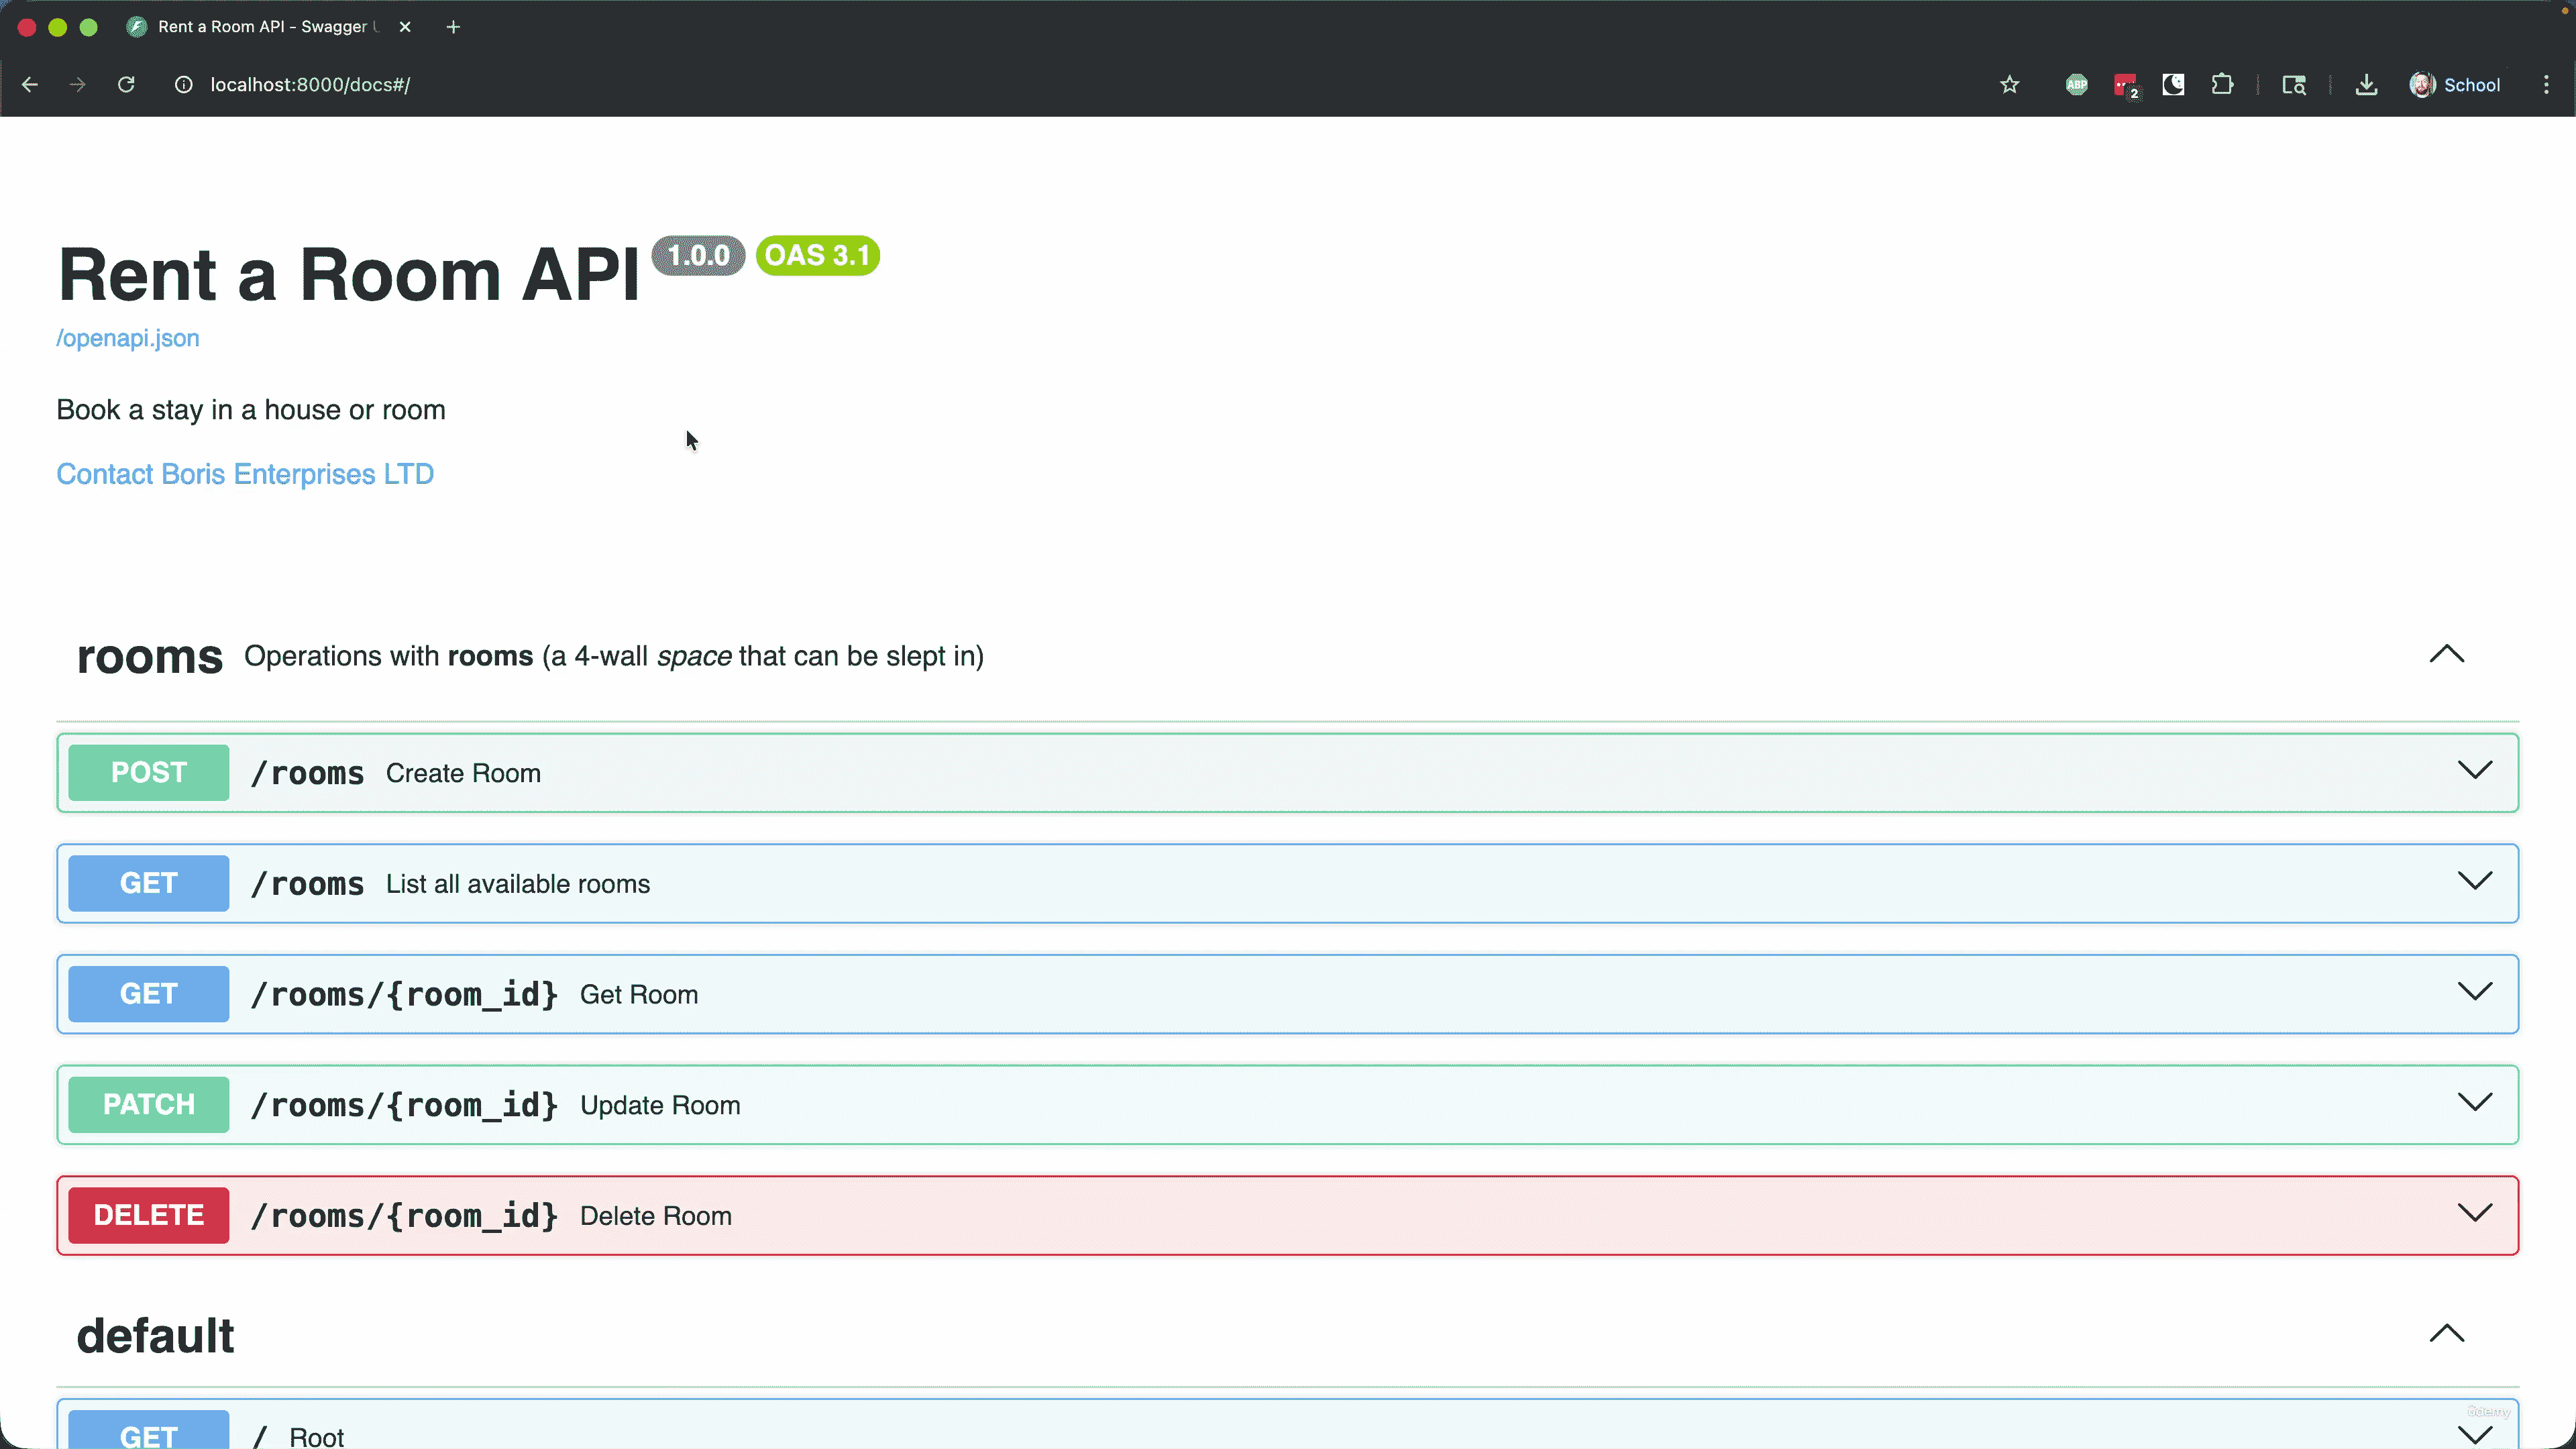 Rent a Room API - Swagger U
localhost:8000/docs#/
ABP
2
School
Rent a Room API 1.0.0 OAS 3.1
/openapi.json
Book a stay in a house or room
Contact Boris Enterprises LTD
rooms Operations with rooms (a 4-wall space that can be slept in)
POST /rooms Create Room
GET /rooms List all available rooms
GET /rooms/{room_id} Get Room
PATCH /rooms/{room_id} Update Room
DELETE /rooms/{room_id} Delete Room
default
GET / Root
ûdemy